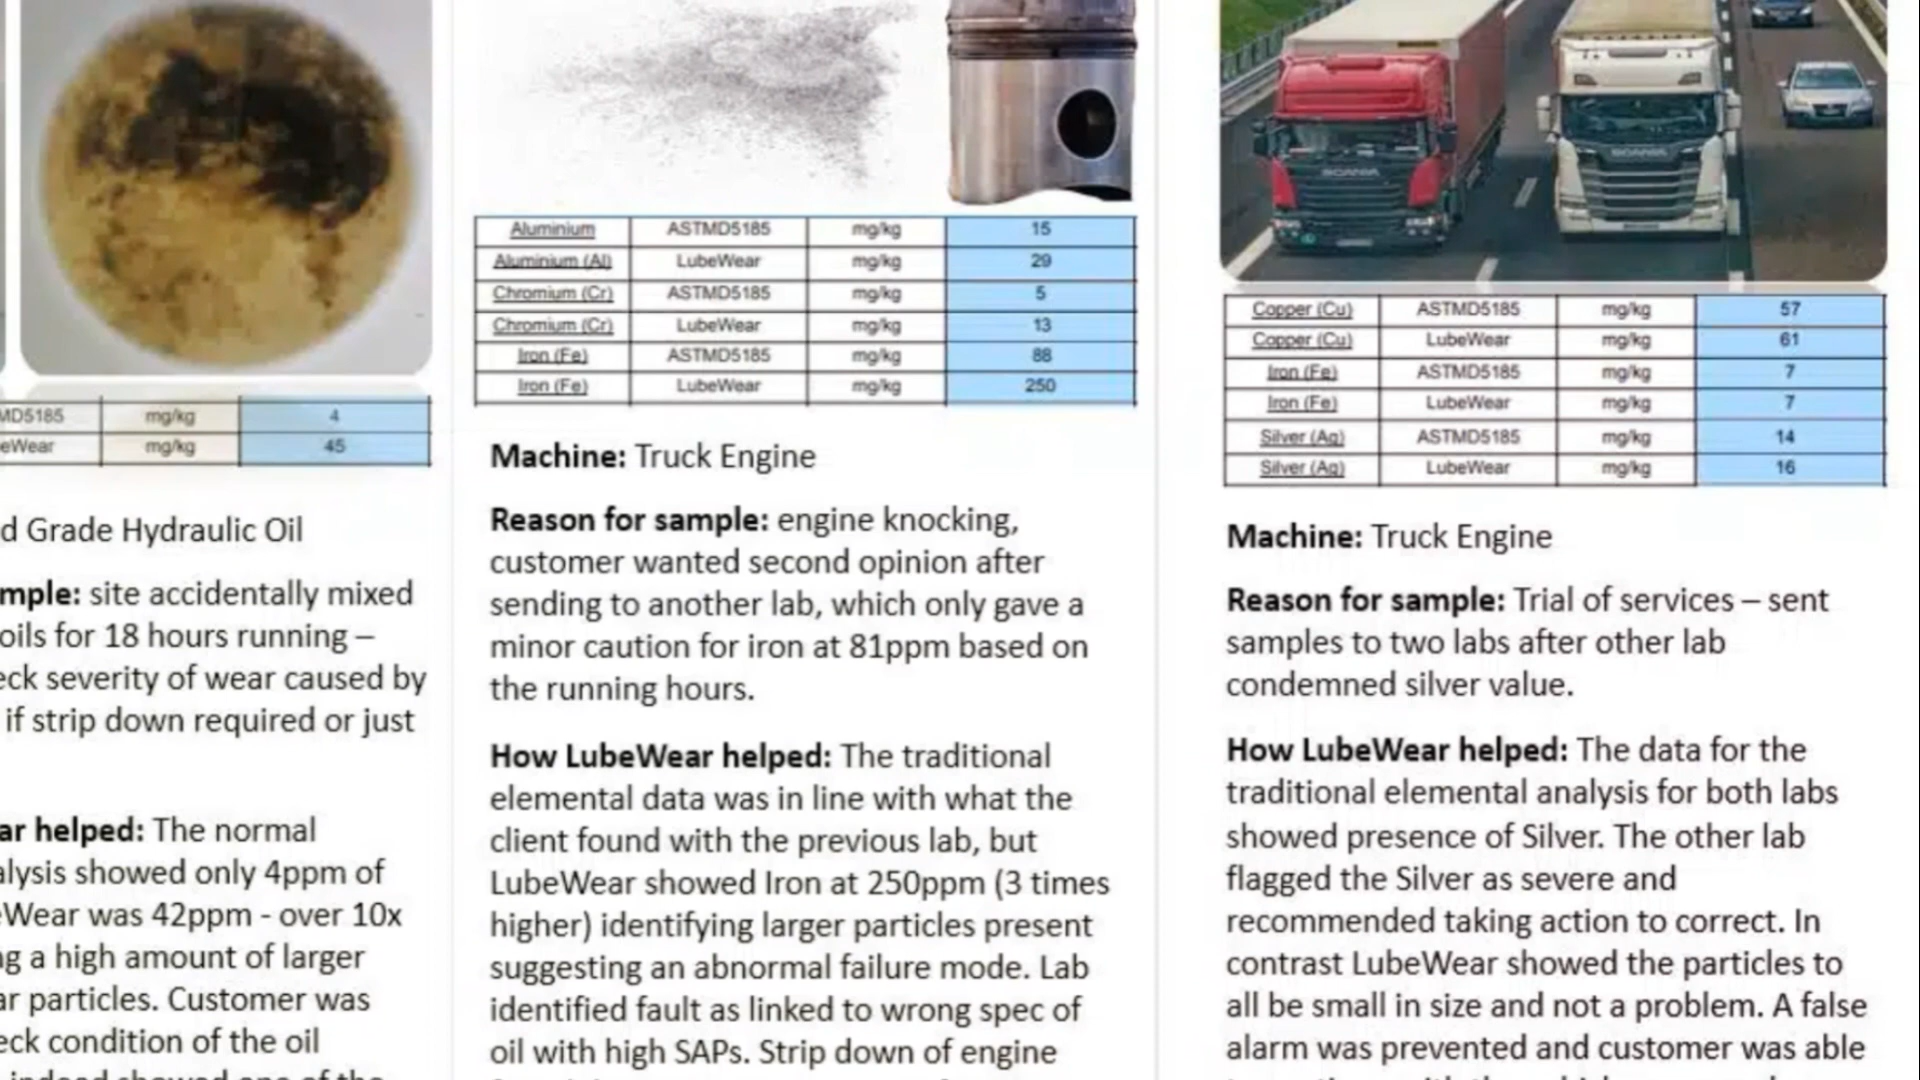 MD5185 mg/kg 4
eWear mg/kg 45
d Grade Hydraulic Oil
mple: site accidentally mixed
oils for 18 hours running –
eck severity of wear caused by
if strip down required or just
ar helped: The normal
alysis showed only 4ppm of
eWear was 42ppm - over 10x
ng a high amount of larger
ar particles. Customer was
eck condition of the oil
indeed showed one of the
Aluminium ASTMD5185 mg/kg 15
Aluminium (Al) LubeWear mg/kg 29
Chromium (Cr) ASTMD5185 mg/kg 5
Chromium (Cr) LubeWear mg/kg 13
Iron (Fe) ASTMD5185 mg/kg 88
Iron (Fe) LubeWear mg/kg 250
Machine: Truck Engine
Reason for sample: engine knocking,
customer wanted second opinion after
sending to another lab, which only gave a
minor caution for iron at 81ppm based on
the running hours.
How LubeWear helped: The traditional
elemental data was in line with what the
client found with the previous lab, but
LubeWear showed Iron at 250ppm (3 times
higher) identifying larger particles present
suggesting an abnormal failure mode. Lab
identified fault as linked to wrong spec of
oil with high SAPs. Strip down of engine
SCANIA
SCANIA
Copper (Cu) ASTMD5185 mg/kg 57
Copper (Cu) LubeWear mg/kg 61
Iron (Fe) ASTMD5185 mg/kg 7
Iron (Fe) LubeWear mg/kg 7
Silver (Ag) ASTMD5185 mg/kg 14
Silver (Ag) LubeWear mg/kg 16
Machine: Truck Engine
Reason for sample: Trial of services – sent
samples to two labs after other lab
condemned silver value.
How LubeWear helped: The data for the
traditional elemental analysis for both labs
showed presence of Silver. The other lab
flagged the Silver as severe and
recommended taking action to correct. In
contrast LubeWear showed the particles to
all be small in size and not a problem. A false
alarm was prevented and customer was able